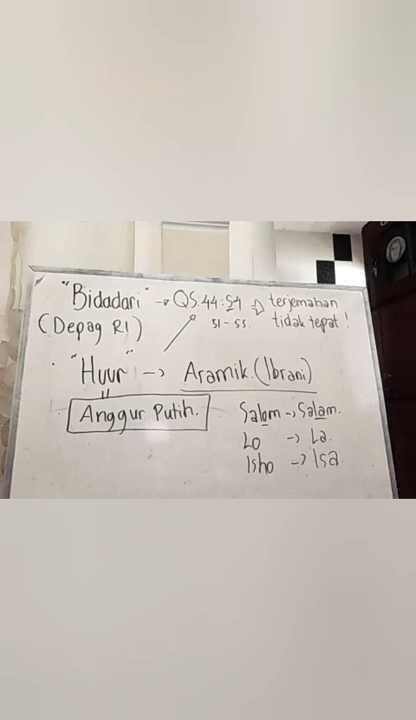 "Bidadari" → QS.44:54 ⇨ terjemahan
(Depag RI) 51-55. tidak tepat!
"Huur" → Aramik.(Ibrani)
Anggur Putih. Salom → Salam.
Lo → La
Isho → Isa